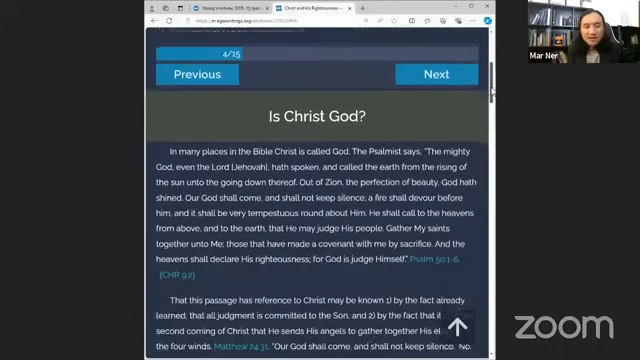 Strong's Hebrew: 3205.
Christ and His Righteousness —
4/15
Previous
Next
Is Christ God?
In many places in the Bible Christ is called God. The Psalmist says, "The mighty
God, even the Lord [Jehovah], hath spoken, and called the earth from the rising of
the sun unto the going down thereof. Out of Zion, the perfection of beauty, God hath
shined. Our God shall come, and shall not keep silence; a fire shall devour before
him, and it shall be very tempestuous round about Him. He shall call to the heavens
from above, and to the earth, that He may judge His people. Gather My saints
together unto Me; those that have made a covenant with me by sacrifice. And the
heavens shall declare His righteousness; for God is judge Himself." Psalm 50:1-6.
{CHR 9.2}
That this passage has reference to Christ may be known 1) by the fact already
learned, that all judgment is committed to the Son, and 2) by the fact that it
second coming of Christ that He sends His angels to gather together His el
the four winds. Matthew 24:31. "Our God shall come, and shall not keep silence. No.
Mar Ner
zoom